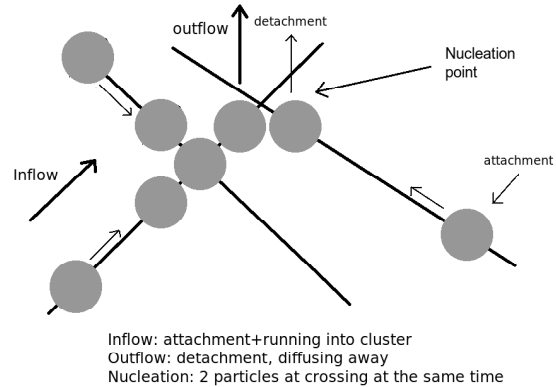 outflow
detachment
Nucleation
point
attachment
Inflow
Inflow: attachment+running into cluster
Outflow: detachment, diffusing away
Nucleation: 2 particles at crossing at the same time